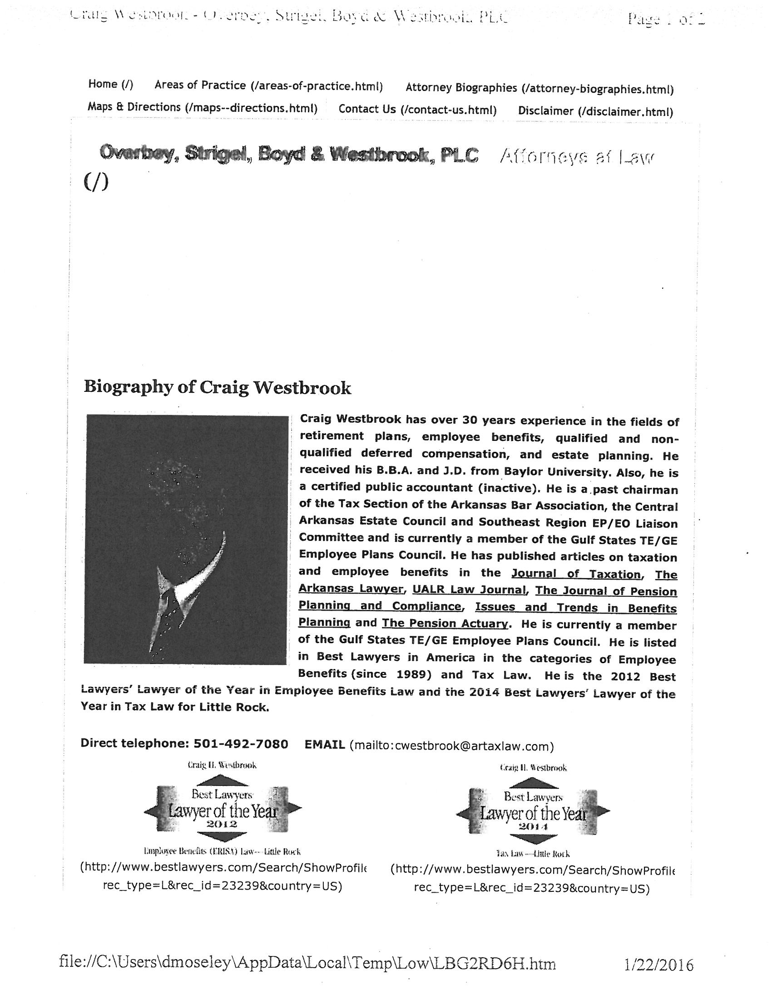 Craig Westbrook - Overbey, Strigel, Boyd & Westbrook, PLC Page 1 of 2
Home (/) Areas of Practice (/areas-of-practice.html) Attorney Biographies (/attorney-biographies.html)
Maps & Directions (/maps--directions.html) Contact Us (/contact-us.html) Disclaimer (/disclaimer.html)
Overbey, Strigel, Boyd & Westbrook, PLC Attorneys at Law
(/)
Biography of Craig Westbrook
Craig Westbrook has over 30 years experience in the fields of
retirement plans, employee benefits, qualified and non-
qualified deferred compensation, and estate planning. He
received his B.B.A. and J.D. from Baylor University. Also, he is
a certified public accountant (inactive). He is a past chairman
of the Tax Section of the Arkansas Bar Association, the Central
Arkansas Estate Council and Southeast Region EP/EO Liaison
Committee and is currently a member of the Gulf States TE/GE
Employee Plans Council. He has published articles on taxation
and employee benefits in the Journal of Taxation, The
Arkansas Lawyer, UALR Law Journal, The Journal of Pension
Planning and Compliance, Issues and Trends in Benefits
Planning and The Pension Actuary. He is currently a member
of the Gulf States TE/GE Employee Plans Council. He is listed
in Best Lawyers in America in the categories of Employee
Benefits (since 1989) and Tax Law. He is the 2012 Best
Lawyers' Lawyer of the Year in Employee Benefits Law and the 2014 Best Lawyers' Lawyer of the
Year in Tax Law for Little Rock.
Direct telephone: 501-492-7080 EMAIL (mailto:cwestbrook@artaxlaw.com)
Craig H. Westbrook
Best Lawyers
Lawyer of the Year
2012
Employee Benefits (ERISA) Law-- Little Rock
(http://www.bestlawyers.com/Search/ShowProfile
rec_type=L&rec_id=23239&country=US)
Craig H. Westbrook
Best Lawyers
Lawyer of the Year
2014
Tax Law--Little Rock
(http://www.bestlawyers.com/Search/ShowProfile
rec_type=L&rec_id=23239&country=US)
file://C:\Users\dmoseley\AppData\Local\Temp\Low\LBG2RD6H.htm 1/22/2016